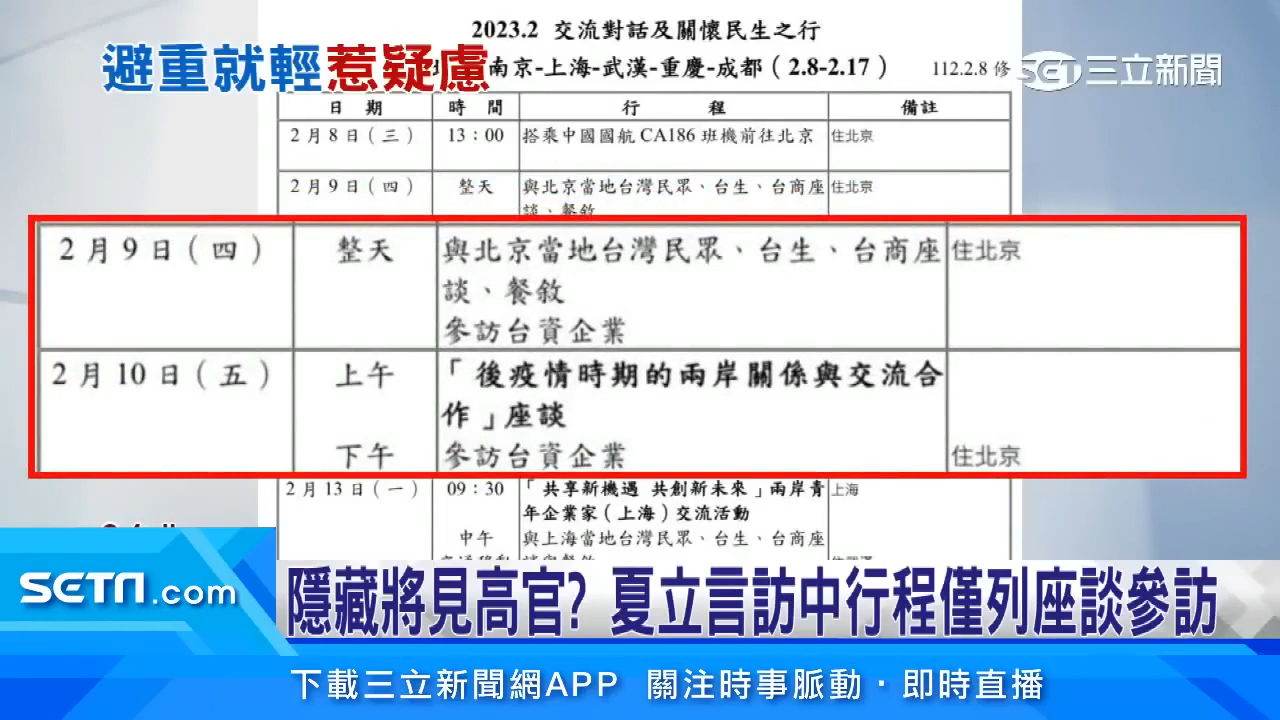 2023.2 交流對話及關懷民生之行
避重就輕惹疑慮
南京-上海-武漢-重慶-成都（2.8-2.17）
112.2.8 修
SET 三立新聞
日 期 時 間 行 程 備註
2 月 8 日（三） 13：00 搭乘中國國航 CA186 班機前往北京 住北京
2 月 9 日（四） 整天 與北京當地台灣民眾、台生、台商座 住北京
談、餐敘
2 月 9 日（四） 整天 與北京當地台灣民眾、台生、台商座 住北京
談、餐敘
參訪台資企業
2 月 10 日（五） 上午 「後疫情時期的兩岸關係與交流合
作」座談
下午 參訪台資企業 住北京
2 月 13 日（一） 09：30 「共享新機遇 共創新未來」兩岸青 上海
年企業家（上海）交流活動
中午 與上海當地台灣民眾、台生、台商座
SETN.com
隱藏將見高官? 夏立言訪中行程僅列座談參訪
下載三立新聞網APP 關注時事脈動·即時直播